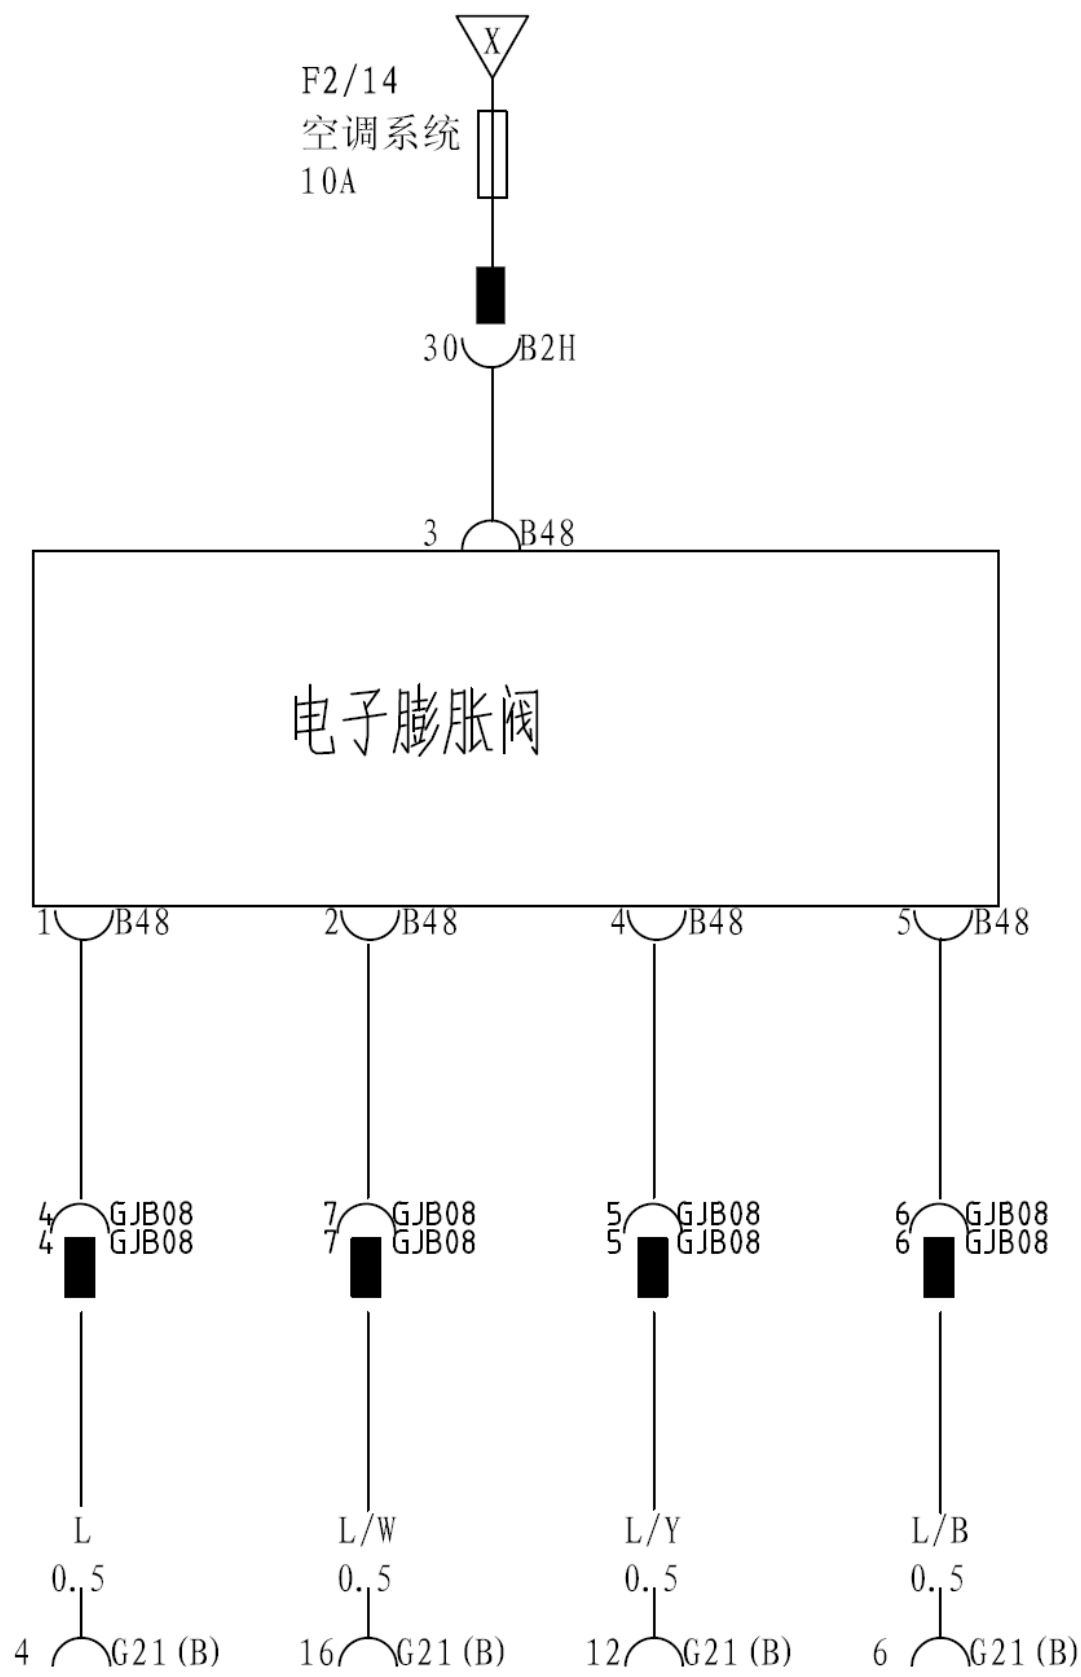 X
F2/14
空调系统
10A
30 B2H
3 B48
电子膨胀阀
1 B48 2 B48 4 B48 5 B48
4 GJB08 7 GJB08 5 GJB08 6 GJB08
4 GJB08 7 GJB08 5 GJB08 6 GJB08
L L/W L/Y L/B
0.5 0.5 0.5 0.5
4 G21(B) 16 G21(B) 12 G21(B) 6 G21(B)